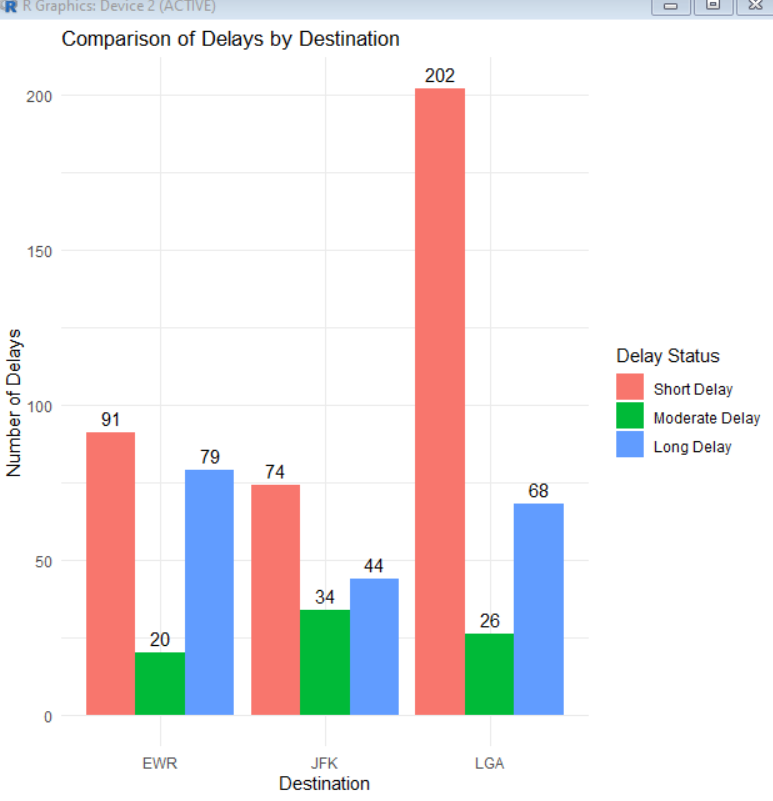 R Graphics: Device 2 (ACTIVE)
Comparison of Delays by Destination
202
200
150
100
50
0
Number of Delays
91
20
79
74
34
44
26
68
EWR
JFK
LGA
Destination
Delay Status
Short Delay
Moderate Delay
Long Delay